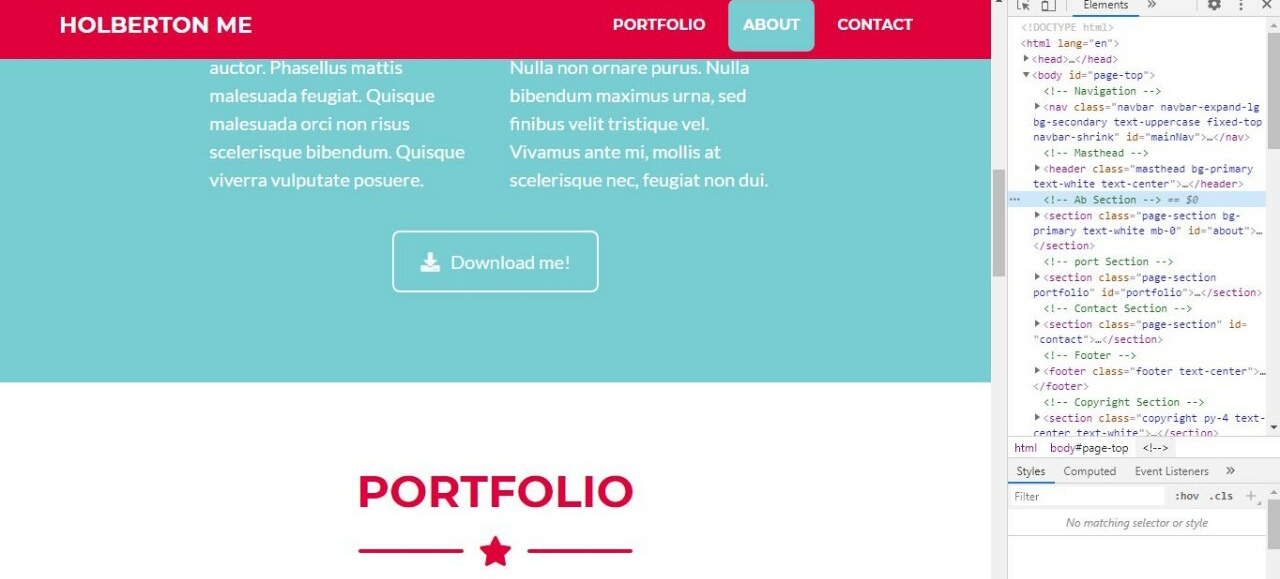 HOLBERTON ME
PORTFOLIO ABOUT CONTACT
auctor. Phasellus mattis
malesuada feugiat. Quisque
malesuada orci non risus
scelerisque bibendum. Quisque
viverra vulputate posuere.
Nulla non ornare purus. Nulla
bibendum maximus urna, sed
finibus velit tristique vel.
Vivamus ante mi, mollis at
scelerisque nec, feugiat non dui.
Download me!
PORTFOLIO
Elements »
<!DOCTYPE html>
<html lang="en">
<head>…</head>
<body id="page-top">
<!-- Navigation -->
<nav class="navbar navbar-expand-lg
bg-secondary text-uppercase fixed-top
navbar-shrink" id="mainNav">…</nav>
<!-- Masthead -->
<header class="masthead bg-primary
text-white text-center">…</header>
<!-- Ab Section --> == $0
<section class="page-section bg-
primary text-white mb-0" id="about">…
</section>
<!-- port Section -->
<section class="page-section
portfolio" id="portfolio">…</section>
<!-- Contact Section -->
<section class="page-section" id=
"contact">…</section>
<!-- Footer -->
<footer class="footer text-center">…
</footer>
<!-- Copyright Section -->
<section class="copyright py-4 text-
center text-white">…</section>
html body#page-top <!-->
Styles Computed Event Listeners »
Filter :hov .cls +
No matching selector or style